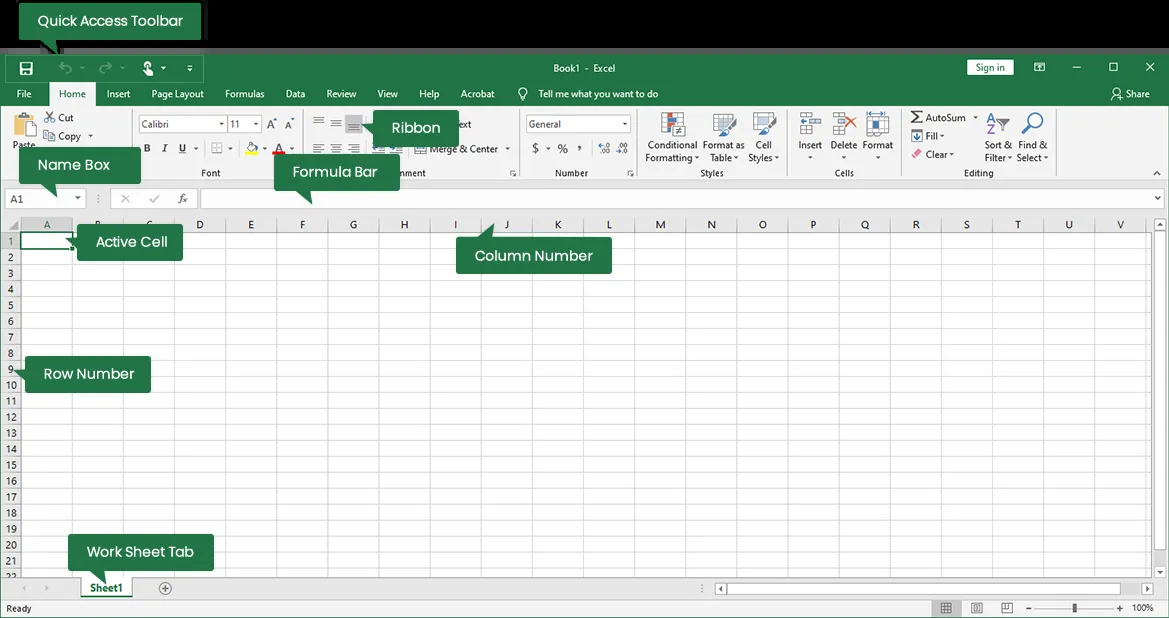 Quick Access Toolbar
Book1 - Excel
Sign in
File Home Insert Page Layout Formulas Data Review View Help Acrobat Tell me what you want to do Share
Cut
Copy
Paste
Calibri 11
B I U
A A
A
Font
Ribbon
Merge & Center
General
$ % ,
Number
Conditional Formatting
Format as Table
Cell Styles
Styles
Insert Delete Format
Cells
AutoSum
Fill
Clear
Sort & Filter
Find & Select
Editing
Name Box
Formula Bar
A1
fx
A D E F G H I J K L M N O P Q R S T U V
Active Cell
Column Number
1
2
3
4
5
6
7
8
9
Row Number
10
11
12
13
14
15
16
17
18
19
20
21
22
Work Sheet Tab
Sheet1
Ready
100%